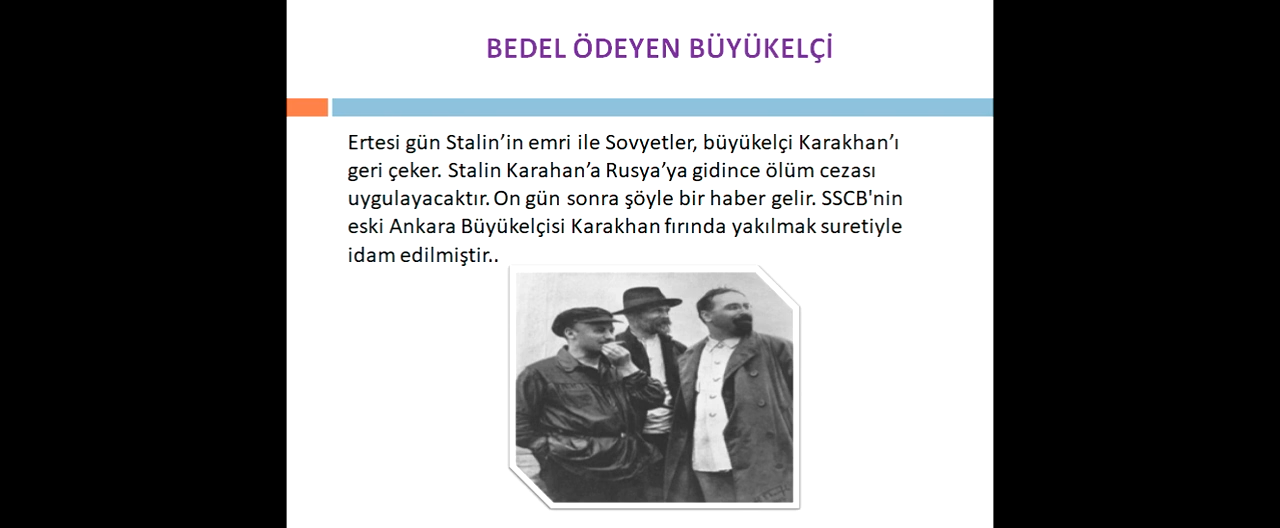 BEDEL ÖDEYEN BÜYÜKELÇİ
Ertesi gün Stalin’in emri ile Sovyetler, büyükelçi Karakhan’ı
geri çeker. Stalin Karahan’a Rusya’ya gidince ölüm cezası
uygulayacaktır. On gün sonra şöyle bir haber gelir. SSCB'nin
eski Ankara Büyükelçisi Karakhan fırında yakılmak suretiyle
idam edilmiştir..